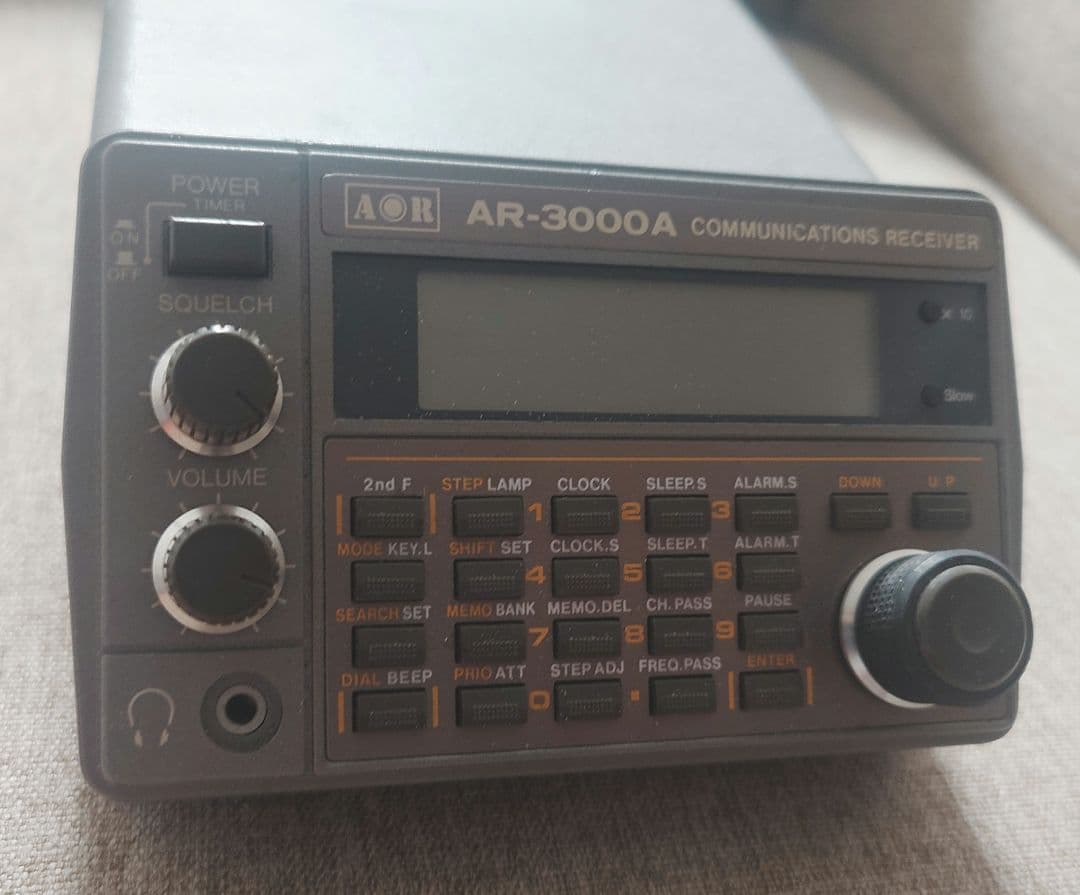 POWER
TIMER
ON
OFF
SQUELCH
VOLUME
AOR AR-3000A COMMUNICATIONS RECEIVER
x 10
Slow
2nd F STEP LAMP CLOCK SLEEP.S ALARM.S DOWN UP
1 2 3
MODE KEY.L SHIFT SET CLOCK.S SLEEP.T ALARM.T
4 5 6
SEARCH SET MEMO BANK MEMO.DEL CH.PASS PAUSE
7 8 9
DIAL BEEP PRIO ATT STEP ADJ FREQ.PASS ENTER
0 .